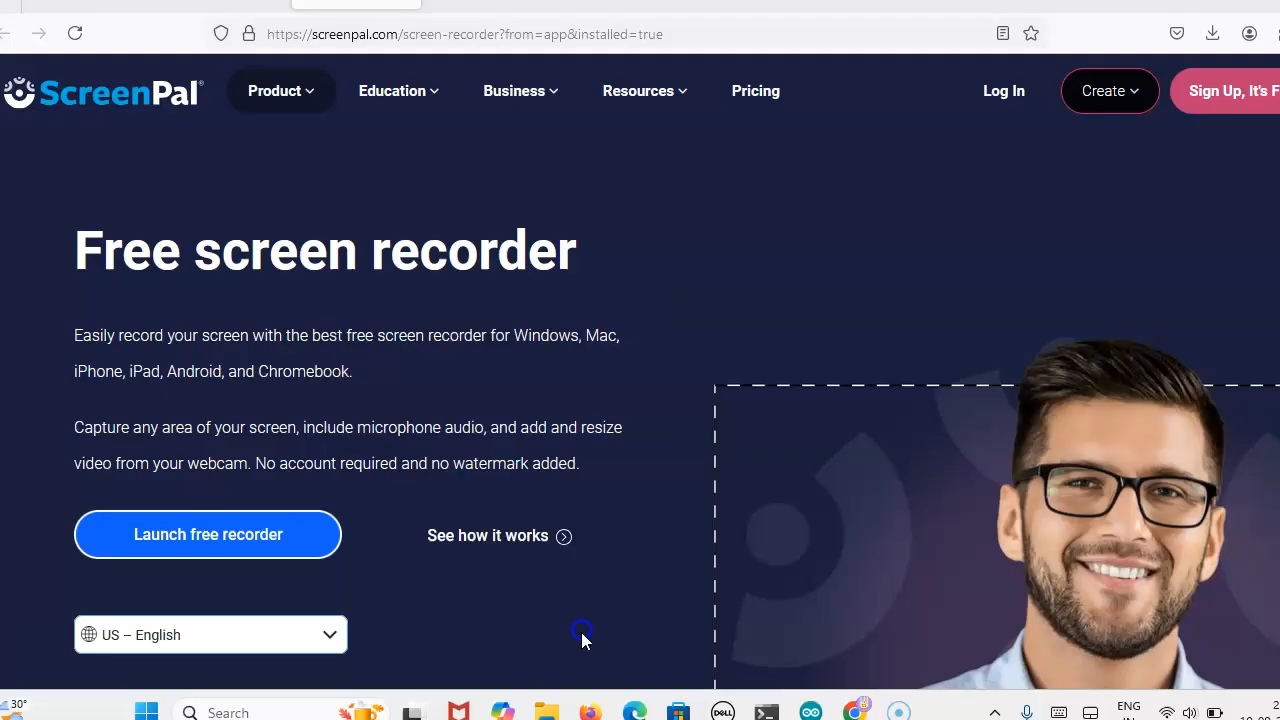 https://screenpal.com/screen-recorder?from=app&installed=true
ScreenPal®
Product
Education
Business
Resources
Pricing
Log In
Create
Sign Up, It's F
Free screen recorder
Easily record your screen with the best free screen recorder for Windows, Mac,
iPhone, iPad, Android, and Chromebook.
Capture any area of your screen, include microphone audio, and add and resize
video from your webcam. No account required and no watermark added.
Launch free recorder
See how it works
US – English
30°
Search
DELL
ENG